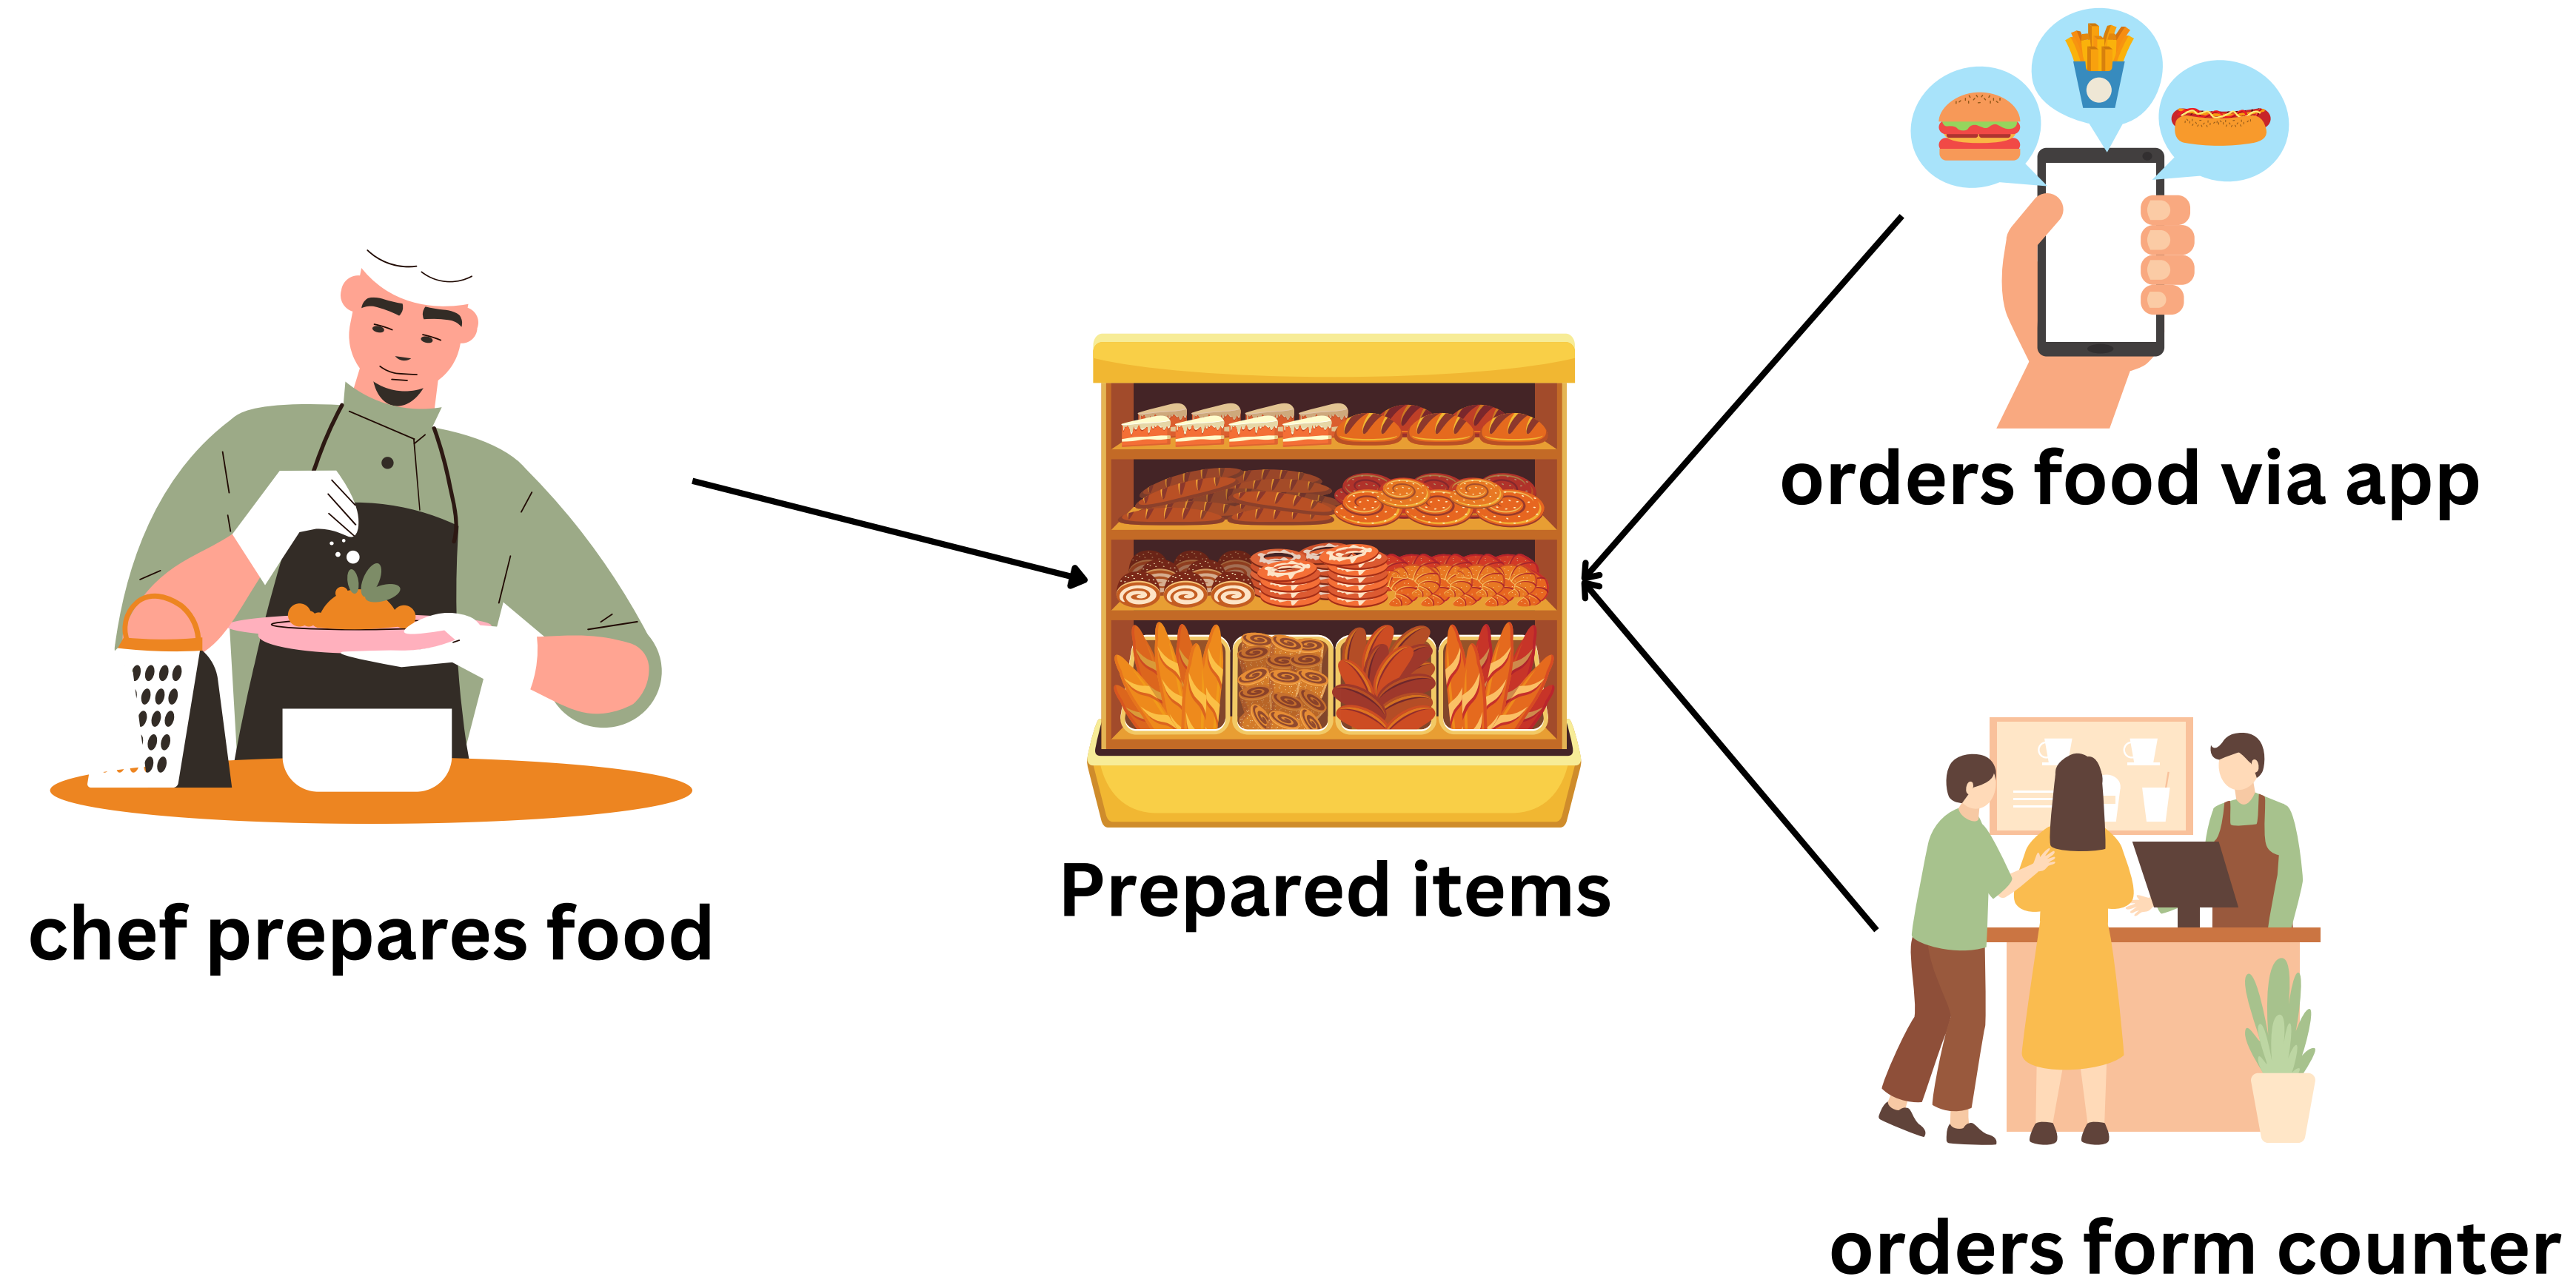 orders food via app
Prepared items
chef prepares food
orders form counter